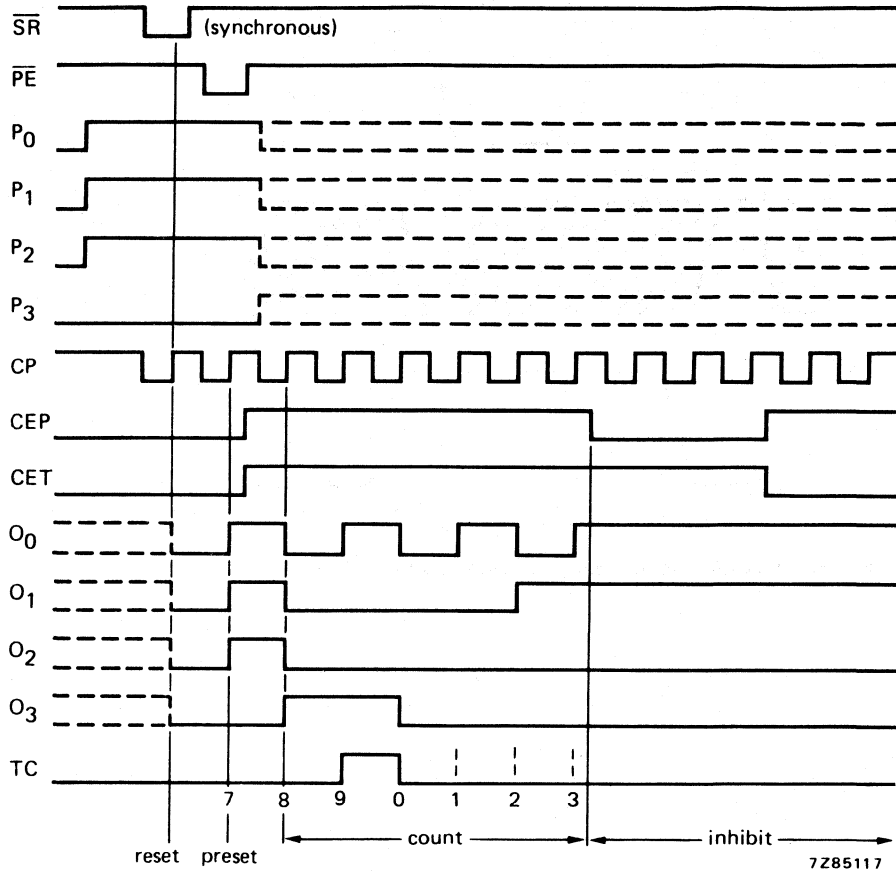 SR (synchronous)
PE
P0
P1
P2
P3
CP
CEP
CET
O0
O1
O2
O3
TC
7 8 9 0 1 2 3
count inhibit
reset preset
7Z85117